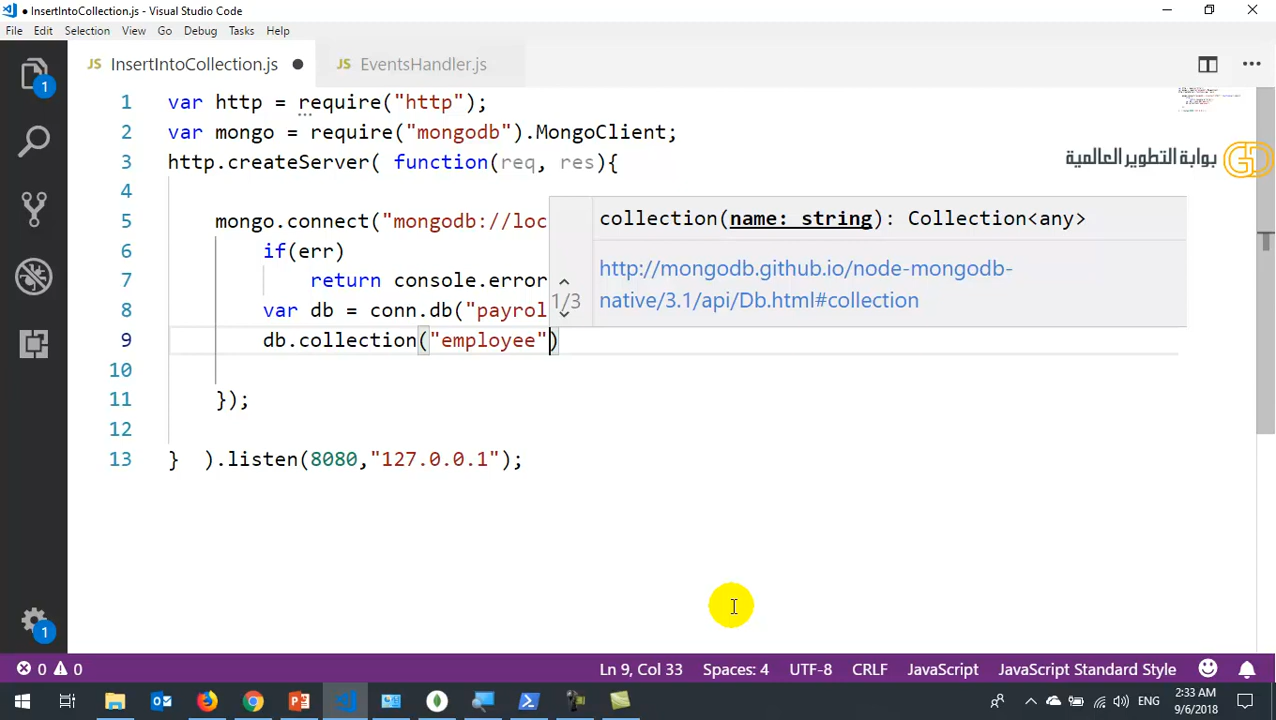 ● InsertIntoCollection.js - Visual Studio Code
File Edit Selection View Go Debug Tasks Help
JS InsertIntoCollection.js ● JS EventsHandler.js
1 var http = require("http");
2 var mongo = require("mongodb").MongoClient;
3 http.createServer( function(req, res){
بوابة التطوير العالمية
4
5 mongo.connect("mongodb://loc
collection(name: string): Collection<any>
6 if(err)
7 return console.error
http://mongodb.github.io/node-mongodb-
native/3.1/api/Db.html#collection
1/3
8 var db = conn.db("payrol
9 db.collection("employee")
10
11 });
12
13 } ).listen(8080,"127.0.0.1");
1
1
0 0 Ln 9, Col 33 Spaces: 4 UTF-8 CRLF JavaScript JavaScript Standard Style
ENG 2:33 AM
9/6/2018